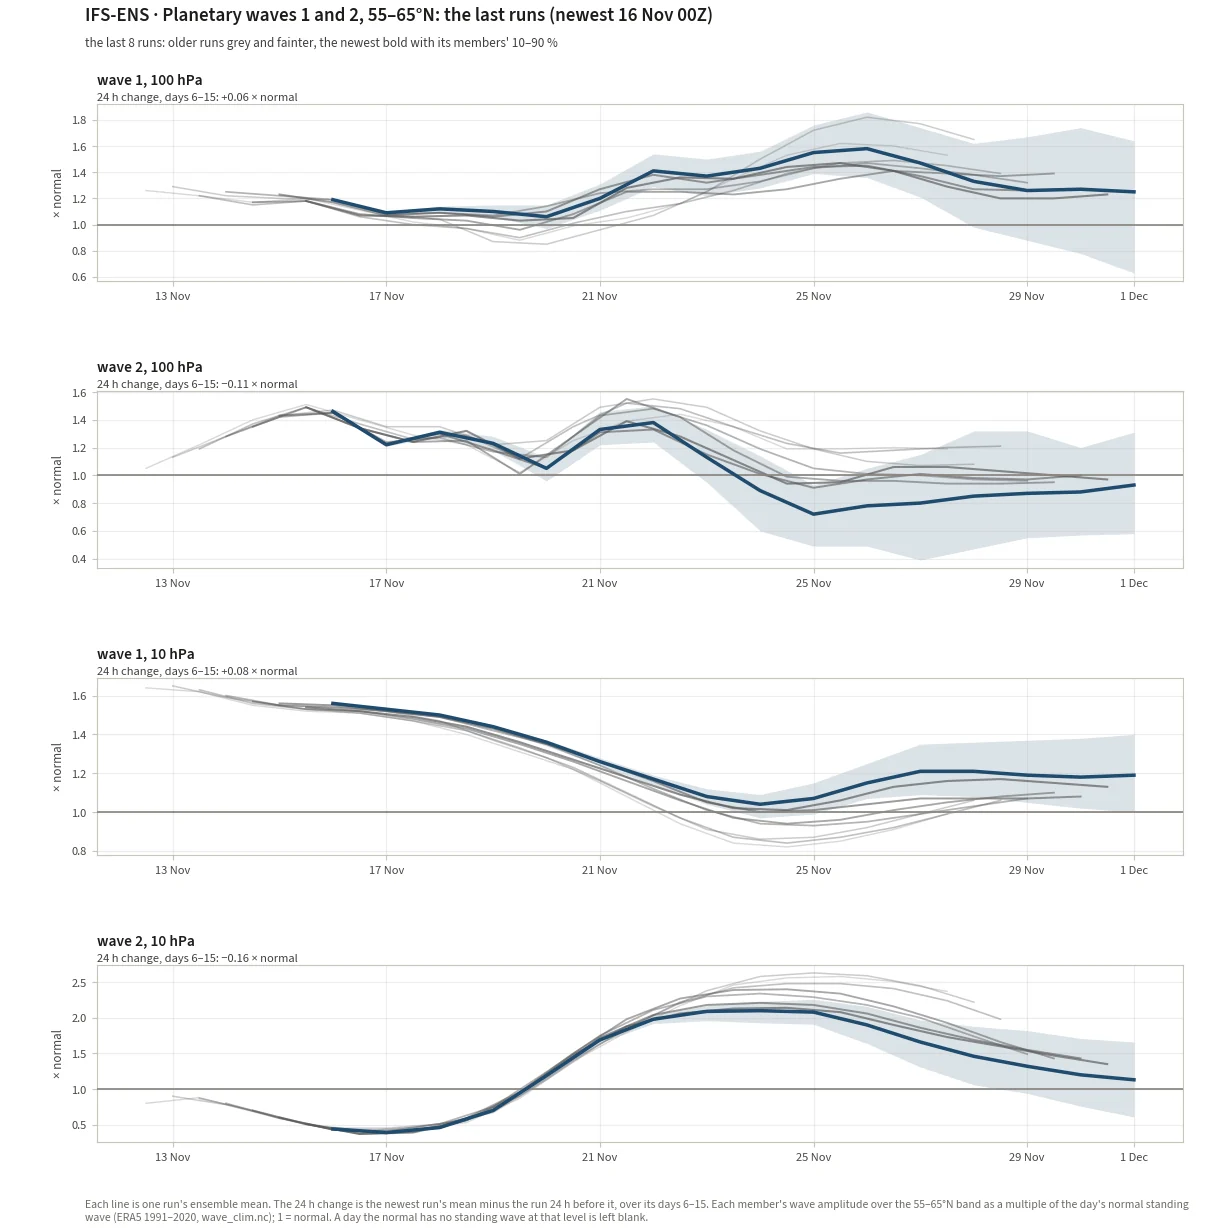 IFS-ENS · Planetary waves 1 and 2, 55–65°N: the last runs (newest 16 Nov 00Z)
the last 8 runs: older runs grey and fainter, the newest bold with its members' 10–90 %
wave 1, 100 hPa
24 h change, days 6–15: +0.06 × normal
1.8
1.6
1.4
1.2
1.0
0.8
0.6
× normal
13 Nov 17 Nov 21 Nov 25 Nov 29 Nov 1 Dec
wave 2, 100 hPa
24 h change, days 6–15: −0.11 × normal
1.6
1.4
1.2
1.0
0.8
0.6
0.4
× normal
13 Nov 17 Nov 21 Nov 25 Nov 29 Nov 1 Dec
wave 1, 10 hPa
24 h change, days 6–15: +0.08 × normal
1.6
1.4
1.2
1.0
0.8
× normal
13 Nov 17 Nov 21 Nov 25 Nov 29 Nov 1 Dec
wave 2, 10 hPa
24 h change, days 6–15: −0.16 × normal
2.5
2.0
1.5
1.0
0.5
× normal
13 Nov 17 Nov 21 Nov 25 Nov 29 Nov 1 Dec
Each line is one run's ensemble mean. The 24 h change is the newest run's mean minus the run 24 h before it, over its days 6–15. Each member's wave amplitude over the 55–65°N band as a multiple of the day's normal standing
wave (ERA5 1991–2020, wave_clim.nc); 1 = normal. A day the normal has no standing wave at that level is left blank.